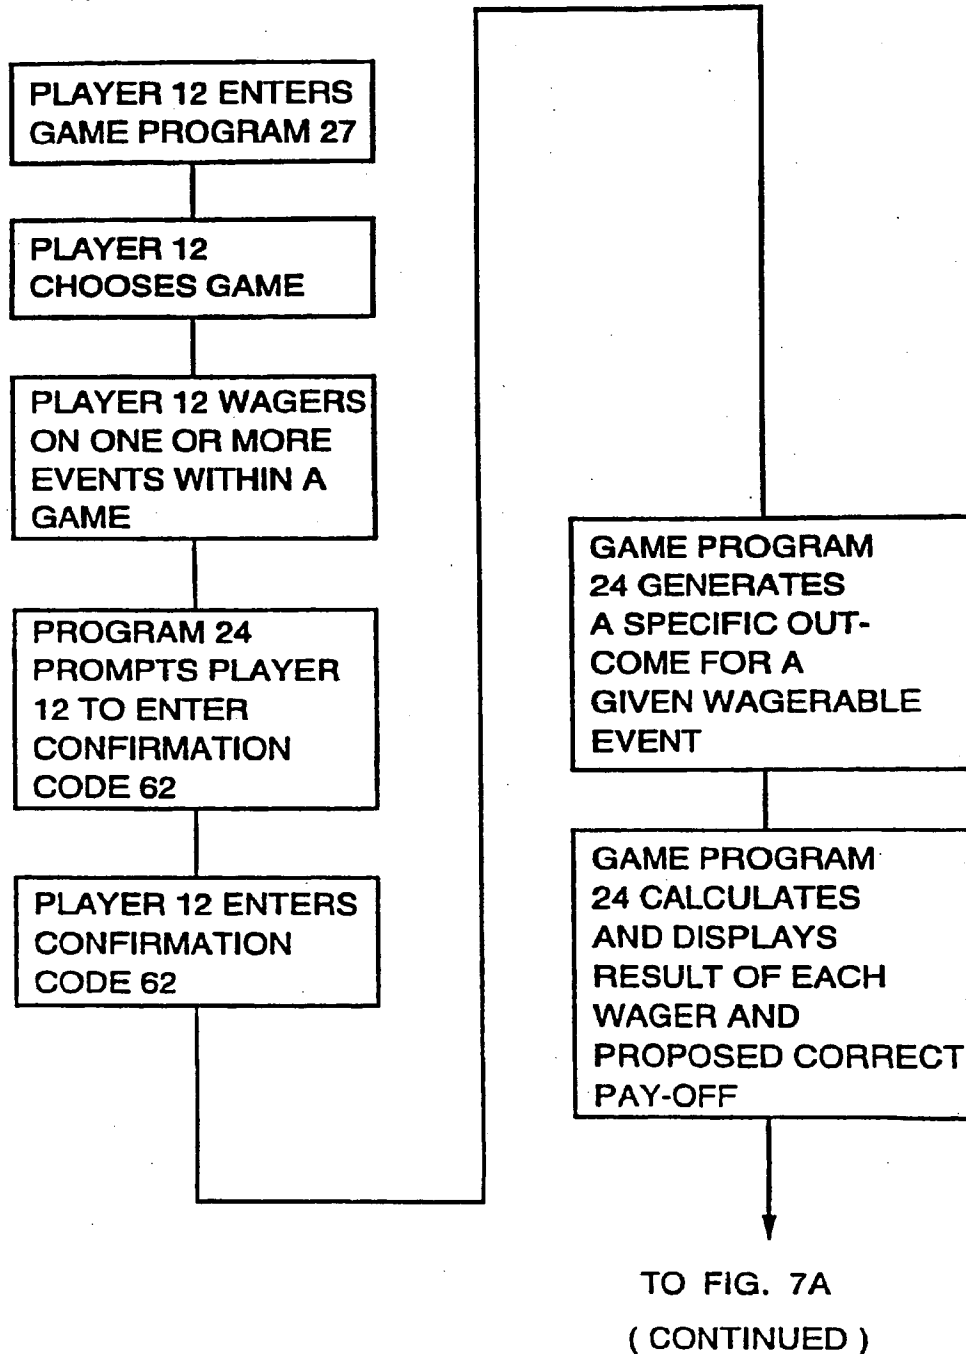 PLAYER 12 ENTERS
GAME PROGRAM 27
PLAYER 12
CHOOSES GAME
PLAYER 12 WAGERS
ON ONE OR MORE
EVENTS WITHIN A
GAME
PROGRAM 24
PROMPTS PLAYER
12 TO ENTER
CONFIRMATION
CODE 62
PLAYER 12 ENTERS
CONFIRMATION
CODE 62
GAME PROGRAM
24 GENERATES
A SPECIFIC OUT-
COME FOR A
GIVEN WAGERABLE
EVENT
GAME PROGRAM
24 CALCULATES
AND DISPLAYS
RESULT OF EACH
WAGER AND
PROPOSED CORRECT
PAY-OFF
TO FIG. 7A
( CONTINUED )